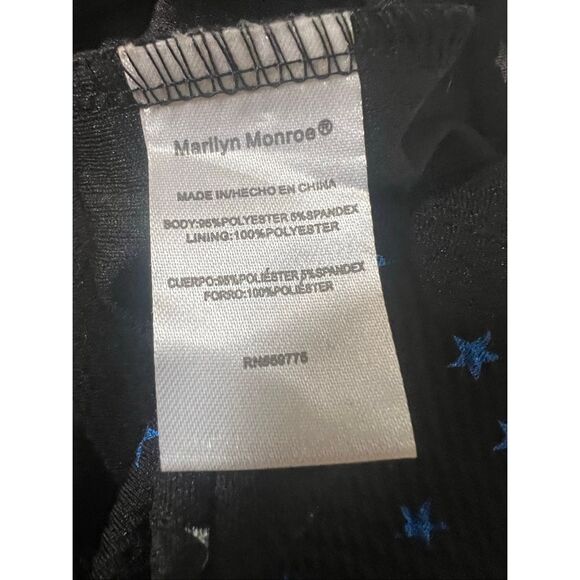 Marilyn Monroe®
MADE IN/HECHO EN CHINA
BODY:95%POLYESTER 5%SPANDEX
LINING:100%POLYESTER
CUERPO:95%POLIÉSTER 5%SPANDEX
FORRO:100%POLIÉSTER